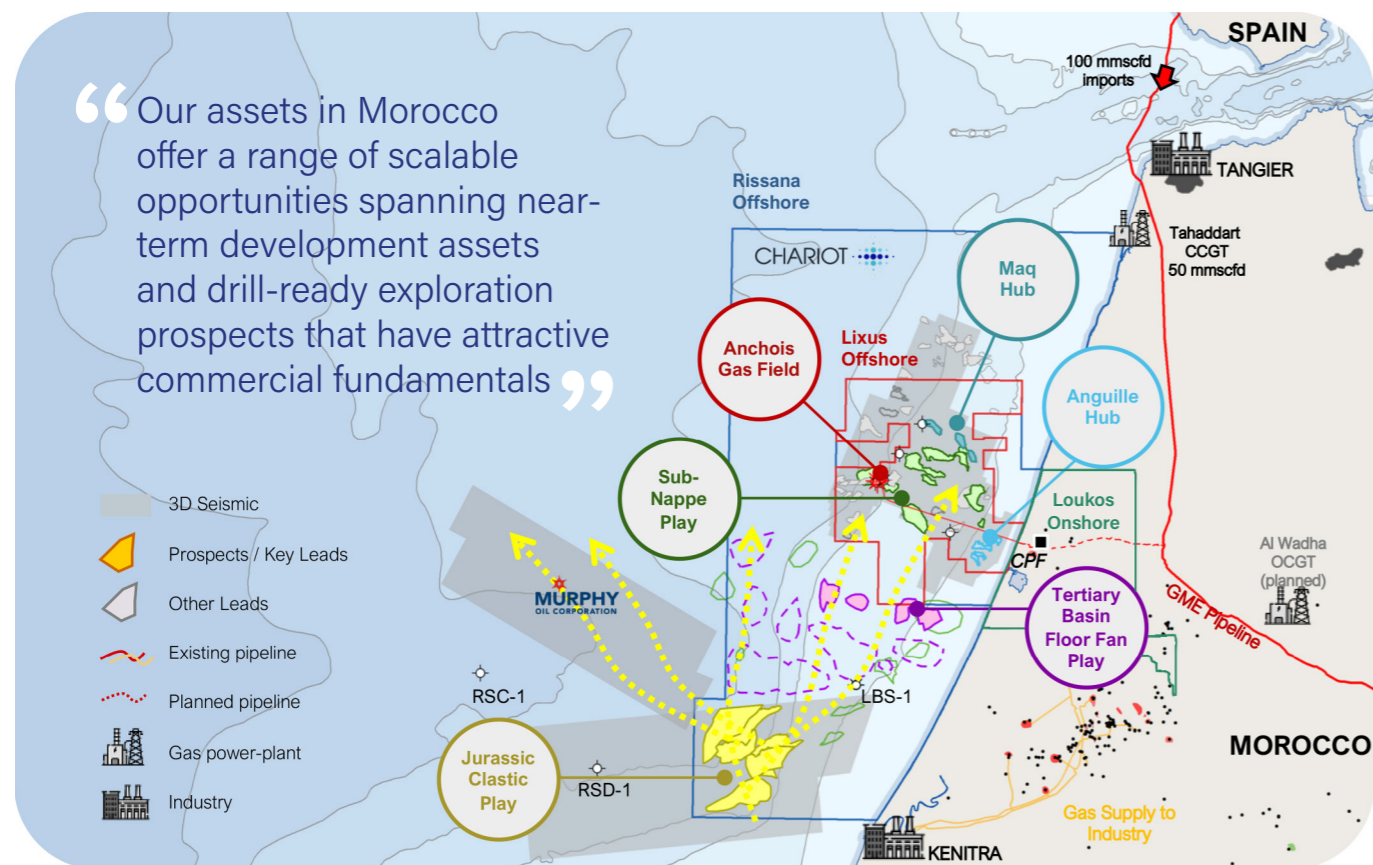 “ Our assets in Morocco
offer a range of scalable
opportunities spanning near-
term development assets
and drill-ready exploration
prospects that have attractive
commercial fundamentals ”
3D Seismic
Prospects / Key Leads
Other Leads
Existing pipeline
Planned pipeline
Gas power-plant
Industry
SPAIN
100 mmscfd
imports
TANGIER
Rissana
Offshore
CHARIOT
Tahaddart
CCGT
50 mmscfd
Maq
Hub
Anchois
Gas Field
Lixus
Offshore
Anguille
Hub
Sub-
Nappe
Play
Loukos
Onshore
CPF
Al Wadha
OCGT
(planned)
GME Pipeline
MURPHY
OIL CORPORATION
Tertiary
Basin
Floor Fan
Play
RSC-1
LBS-1
MOROCCO
Jurassic
Clastic
Play
RSD-1
Gas Supply to
Industry
KENITRA